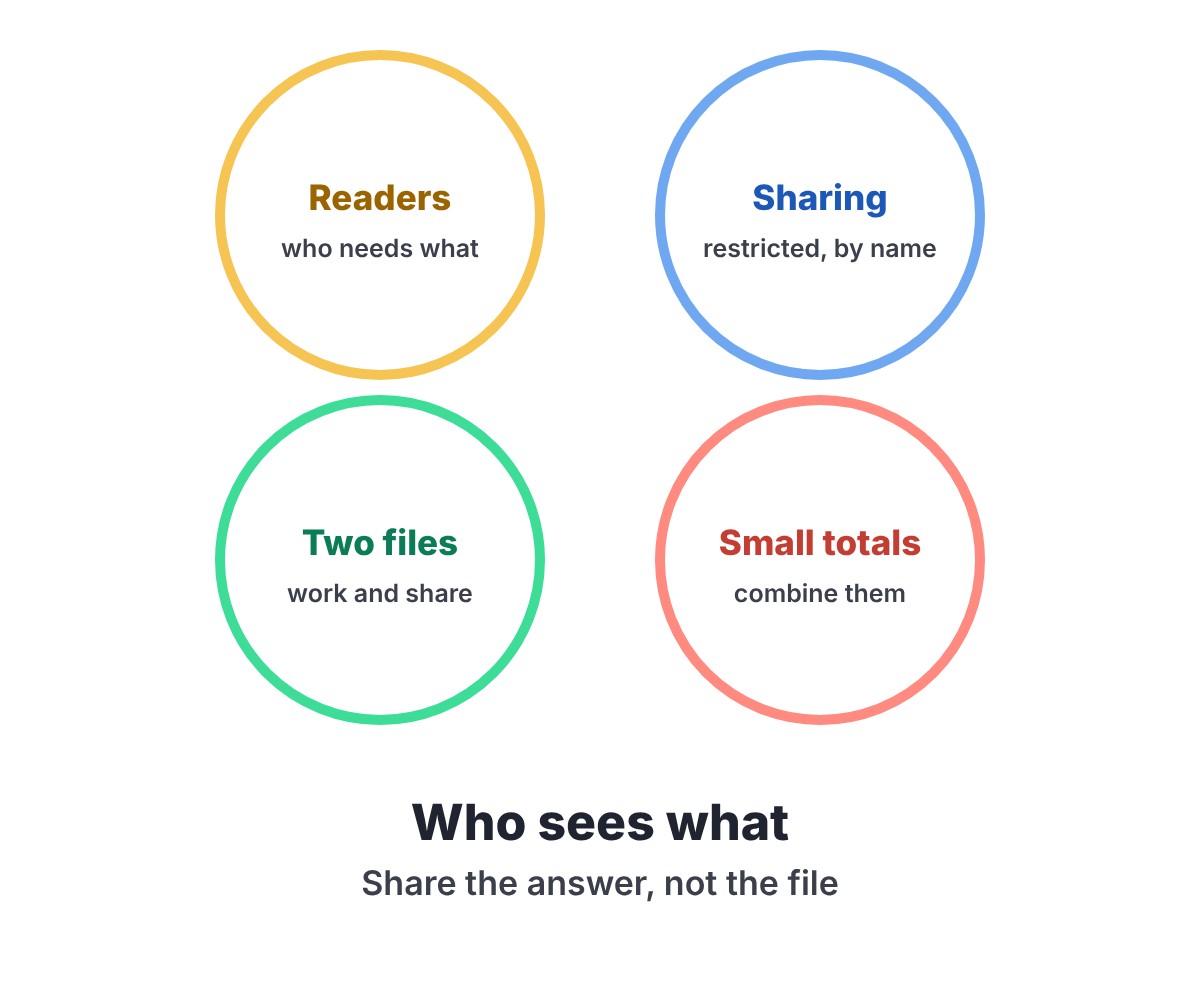 Readers
who needs what
Sharing
restricted, by name
Two files
work and share
Small totals
combine them
Who sees what
Share the answer, not the file